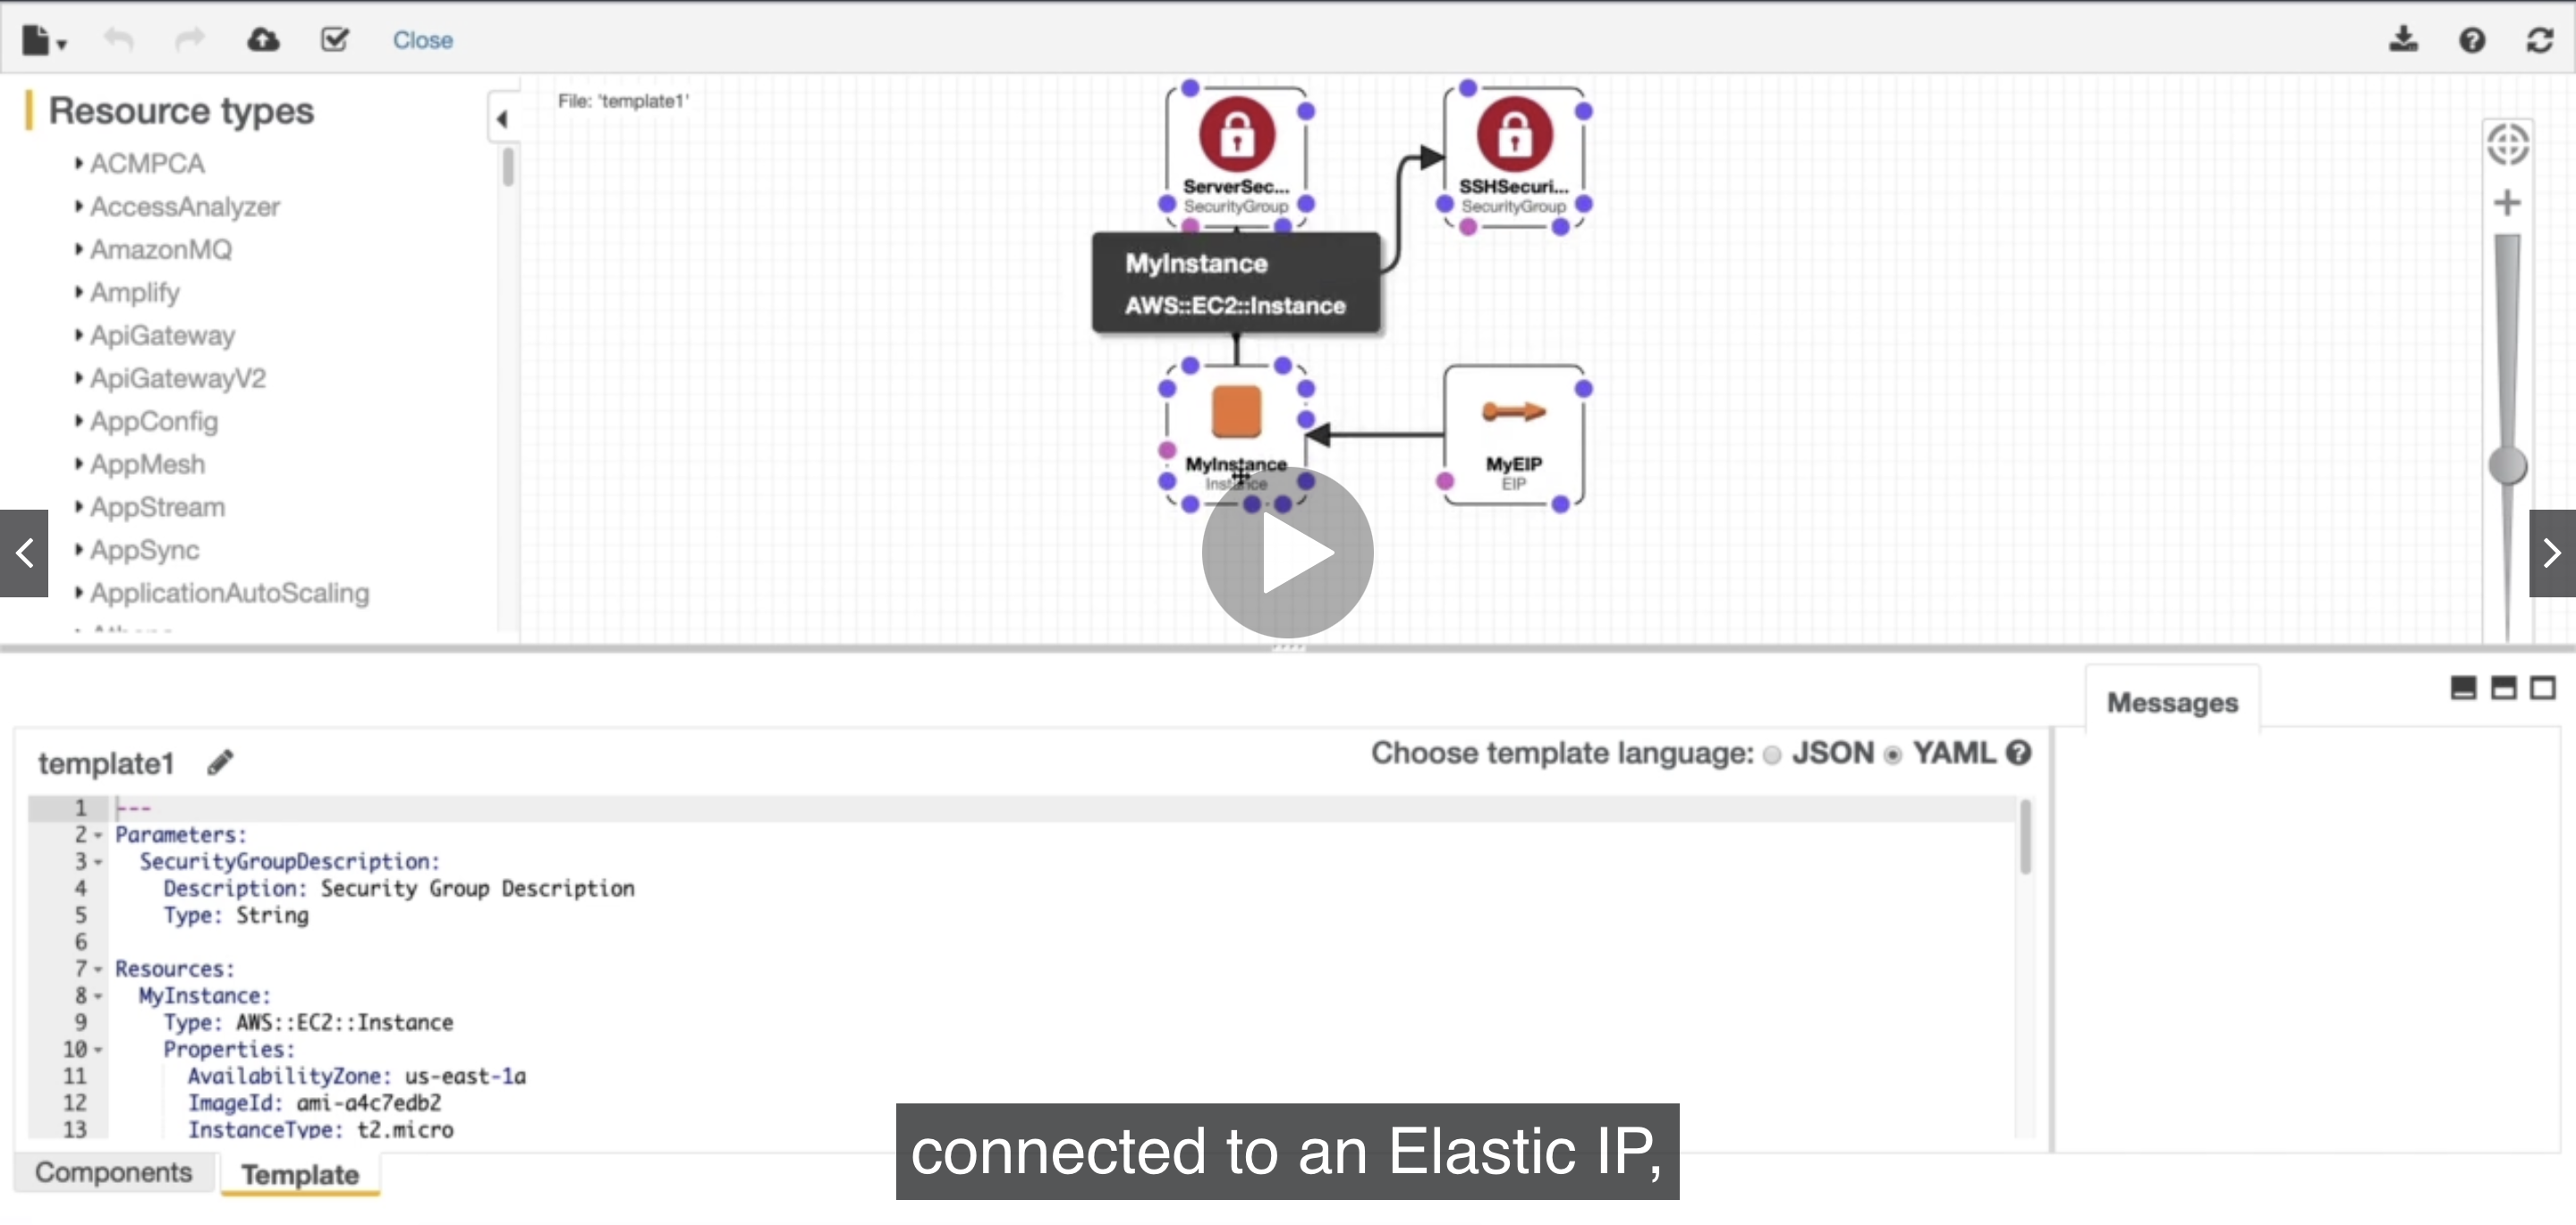 Close
Resource types
ACMPCA
AccessAnalyzer
AmazonMQ
Amplify
ApiGateway
ApiGatewayV2
AppConfig
AppMesh
AppStream
AppSync
ApplicationAutoScaling
File: 'template1'
ServerSec...
SecurityGroup
SSHSecuri...
SecurityGroup
MyInstance
AWS::EC2::Instance
MyInstance
Instance
MyEIP
EIP
Messages
template1
Choose template language: JSON YAML
1 ---
2 Parameters:
3 SecurityGroupDescription:
4 Description: Security Group Description
5 Type: String
6
7 Resources:
8 MyInstance:
9 Type: AWS::EC2::Instance
10 Properties:
11 AvailabilityZone: us-east-1a
12 ImageId: ami-a4c7edb2
13 InstanceType: t2.micro
connected to an Elastic IP,
Components
Template